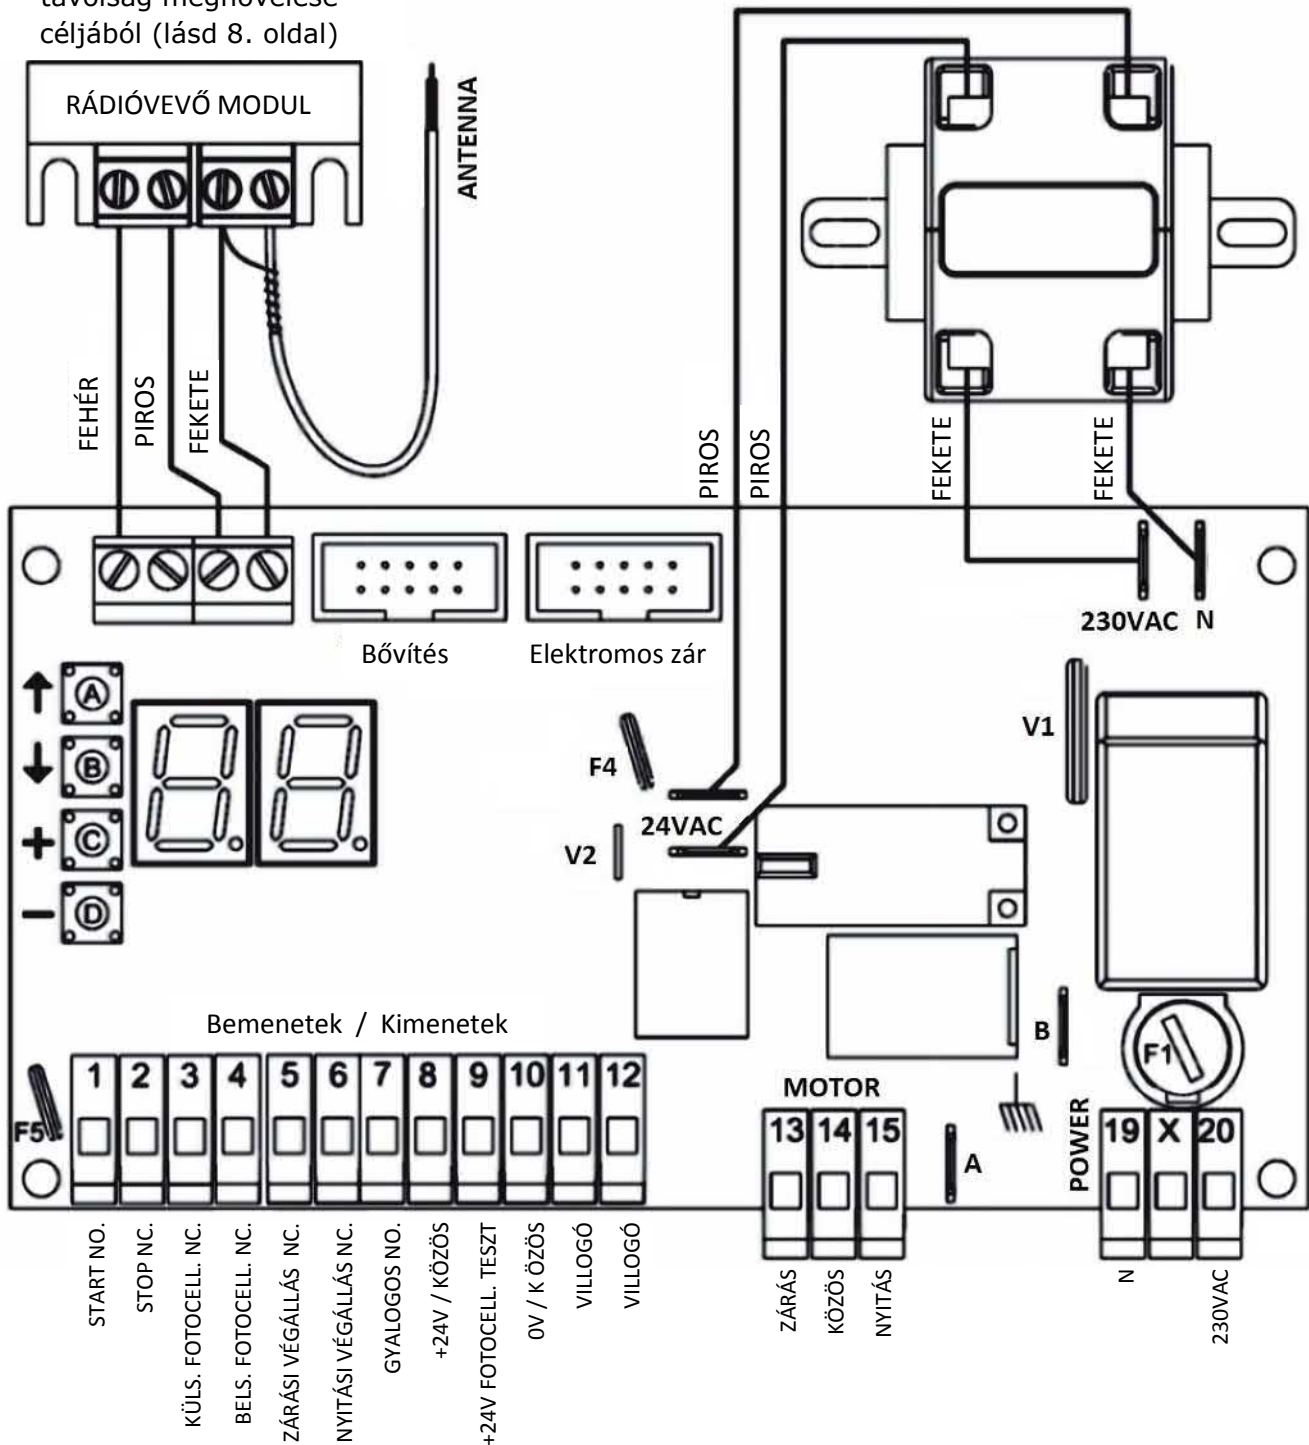 távolság megnövelése
céljából (lásd 8. oldal)
RÁDIÓVEVŐ MODUL
ANTENNA
FEHÉR
PIROS
FEKETE
PIROS
PIROS
FEKETE
FEKETE
230VAC N
Bővítés
Elektromos zár
A
B
+ C
- D
V1
F4
24VAC
V2
B
F1
Bemenetek / Kimenetek
F5
1 2 3 4 5 6 7 8 9 10 11 12
MOTOR
13 14 15
A
POWER
19 X 20
START NO.
STOP NC.
KÜLS. FOTOCELL. NC.
BELS. FOTOCELL. NC.
ZÁRÁSI VÉGÁLLÁS NC.
NYITÁSI VÉGÁLLÁS NC.
GYALOGOS NO.
+24V / KÖZÖS
+24V FOTOCELL. TESZT
0V / K ÖZÖS
VILLOGÓ
VILLOGÓ
ZÁRÁS
KÖZÖS
NYITÁS
N
230VAC